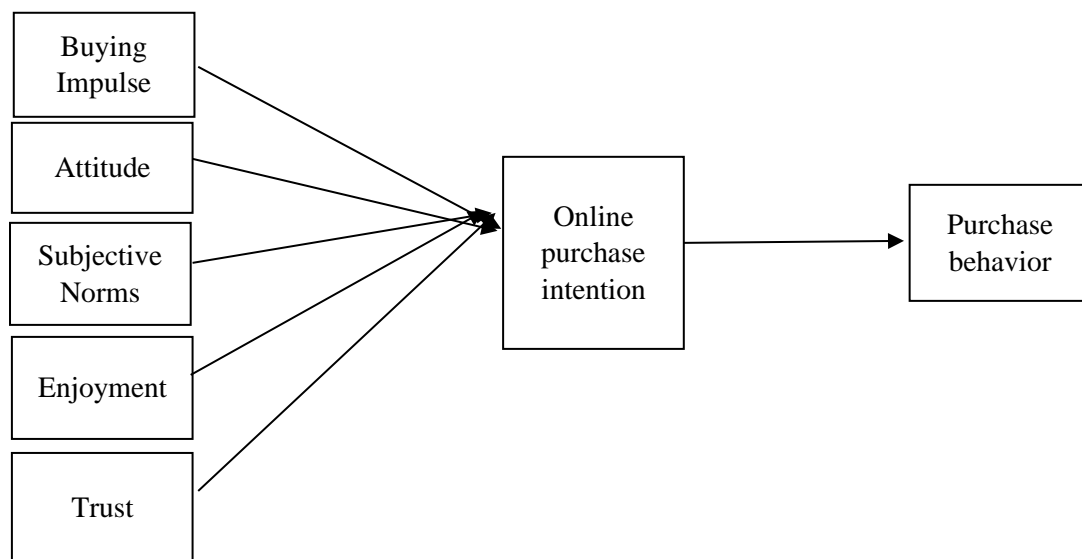 Buying
Impulse
Attitude
Subjective
Norms
Enjoyment
Trust
Online
purchase
intention
Purchase
behavior